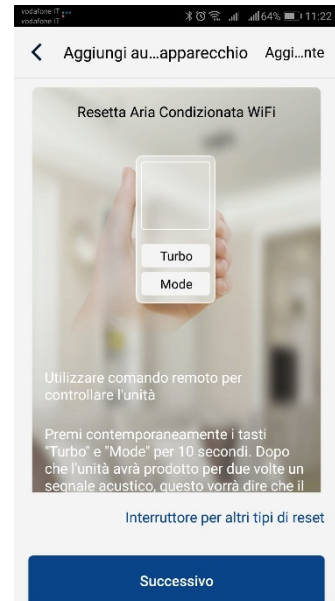 vodafone IT
vodafone IT
64% 11:22
Aggiungi au...apparecchio Aggi...nte
Resetta Aria Condizionata WiFi
Turbo
Mode
Utilizzare comando remoto per
controllare l'unità
Premi contemporaneamente i tasti
"Turbo" e "Mode" per 10 secondi. Dopo
che l'unità avrà prodotto per due volte un
segnale acustico, questo vorrà dire che il
Interruttore per altri tipi di reset
Successivo